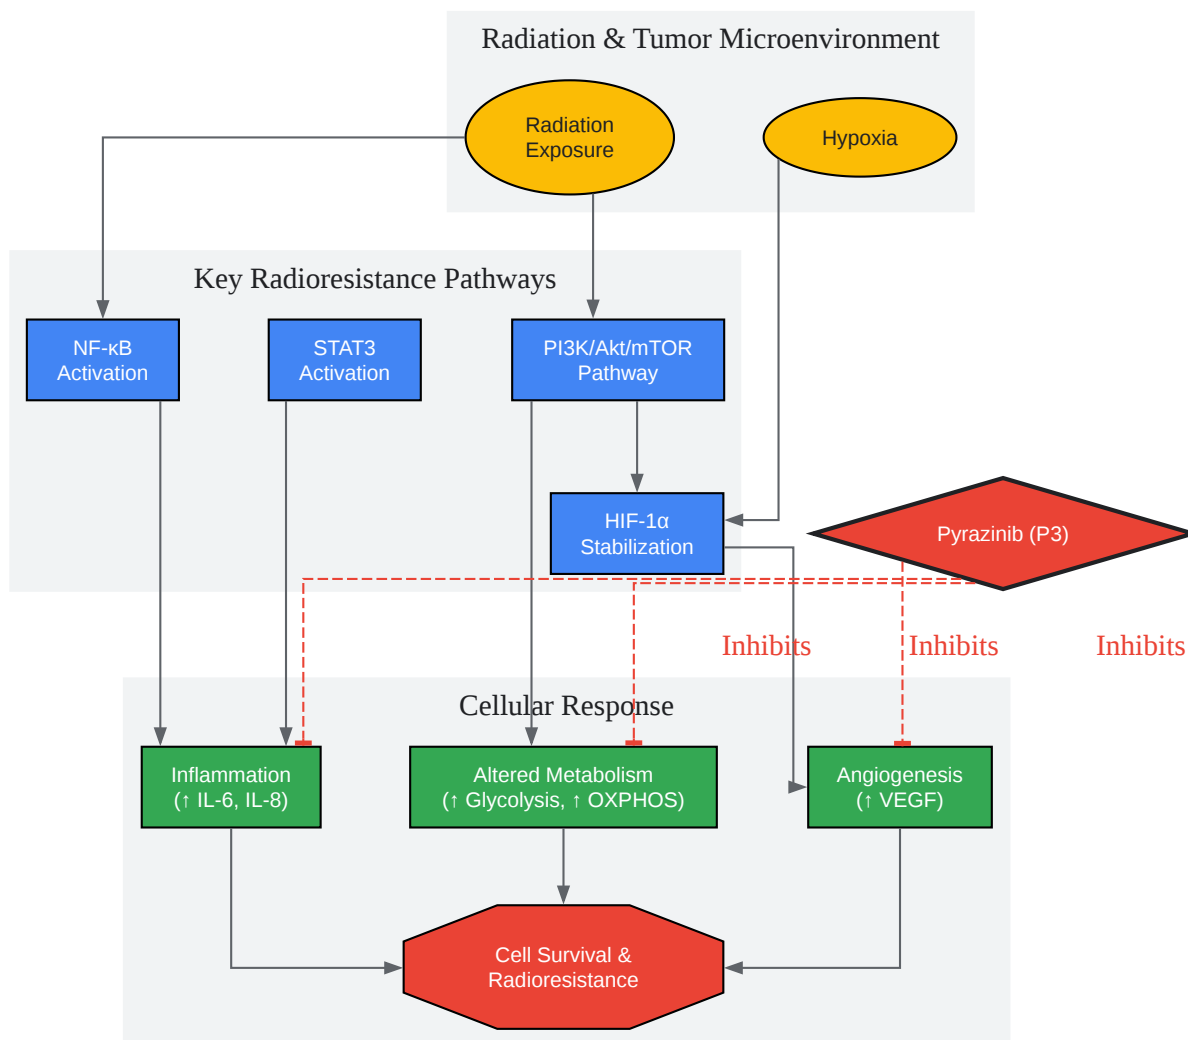 Radiation & Tumor Microenvironment
Radiation
Exposure
Hypoxia
Key Radioresistance Pathways
NF-κB
Activation
STAT3
Activation
PI3K/Akt/mTOR
Pathway
HIF-1α
Stabilization
Pyrazinib (P3)
Inhibits
Inhibits
Inhibits
Cellular Response
Inflammation
(↑ IL-6, IL-8)
Altered Metabolism
(↑ Glycolysis, ↑ OXPHOS)
Angiogenesis
(↑ VEGF)
Cell Survival &
Radioresistance